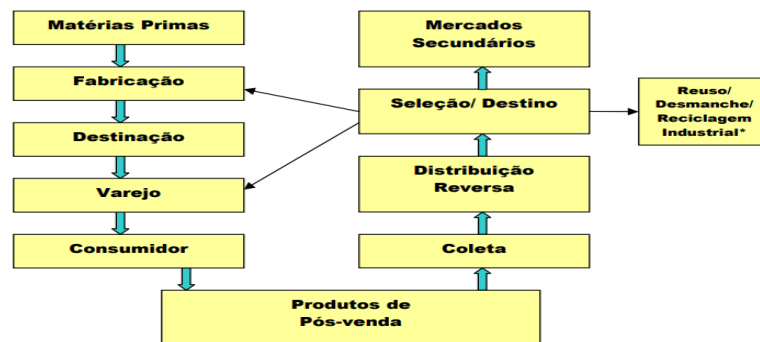 Matérias Primas
Fabricação
Destinação
Varejo
Consumidor
Produtos de
Pós-venda
Coleta
Distribuição
Reversa
Seleção/ Destino
Mercados
Secundários
Reuso/
Desmanche/
Reciclagem
Industrial*